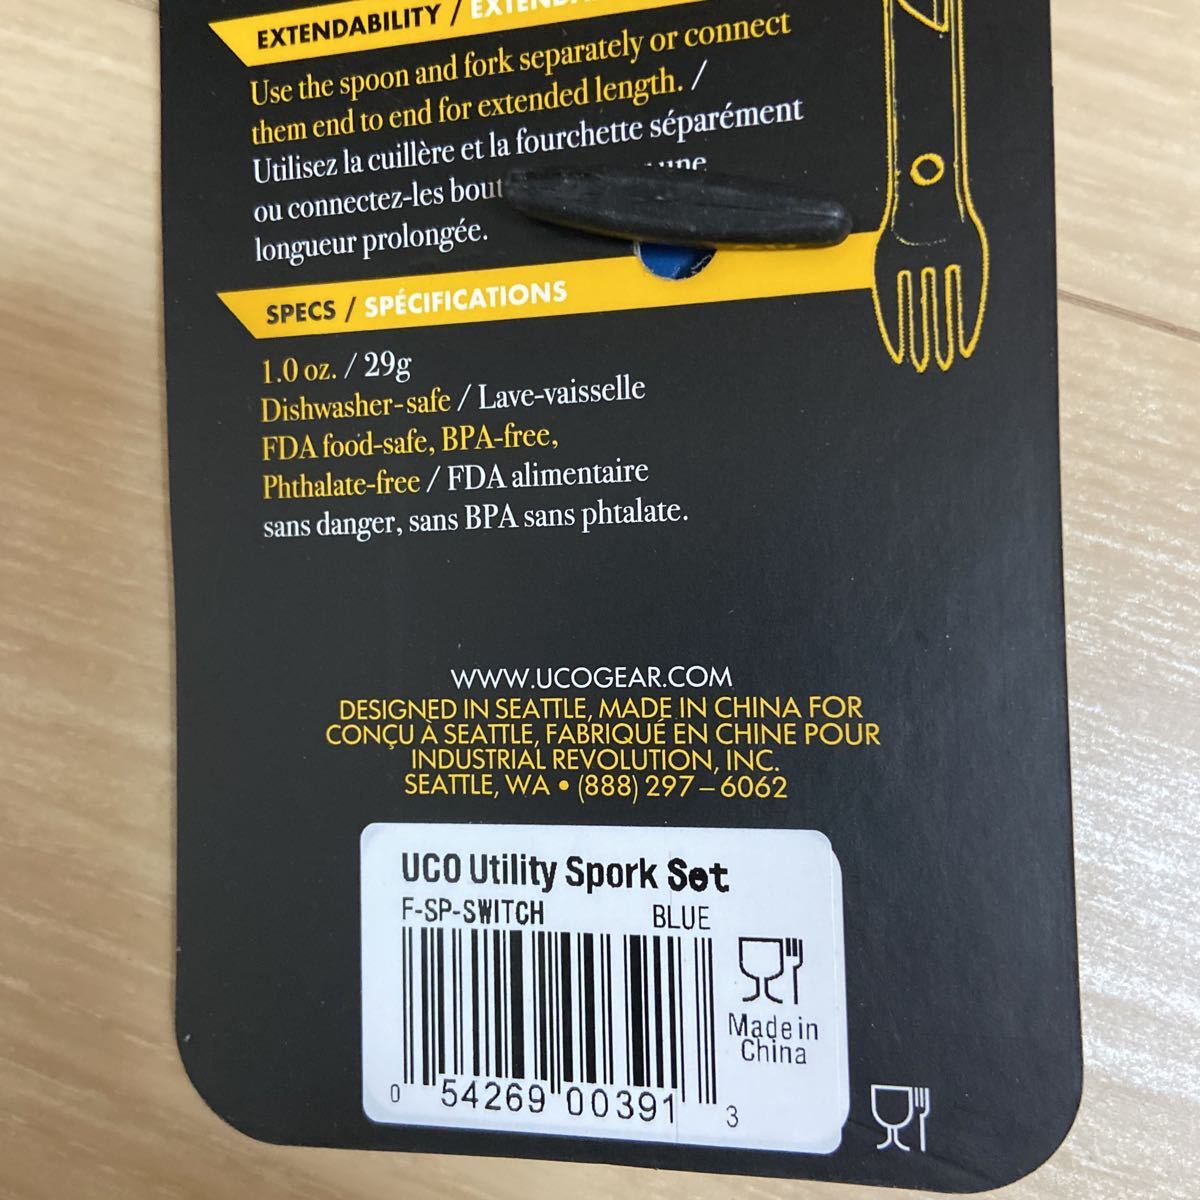 EXTENDABILITY /
Use the spoon and fork separately or connect
them end to end for extended length. /
Utilisez la cuillère et la fourchette séparément
ou connectez-les bout une
longueur prolongée.
SPECS / SPÉCIFICATIONS
1.0 oz. / 29g
Dishwasher-safe / Lave-vaisselle
FDA food-safe, BPA-free,
Phthalate-free / FDA alimentaire
sans danger, sans BPA sans phtalate.
WWW.UCOGEAR.COM
DESIGNED IN SEATTLE, MADE IN CHINA FOR
CONÇU À SEATTLE, FABRIQUÉ EN CHINE POUR
INDUSTRIAL REVOLUTION, INC.
SEATTLE, WA • (888) 297–6062
UCO Utility Spork Set
F-SP-SWITCH BLUE
Made in
China
0 54269 00391 3